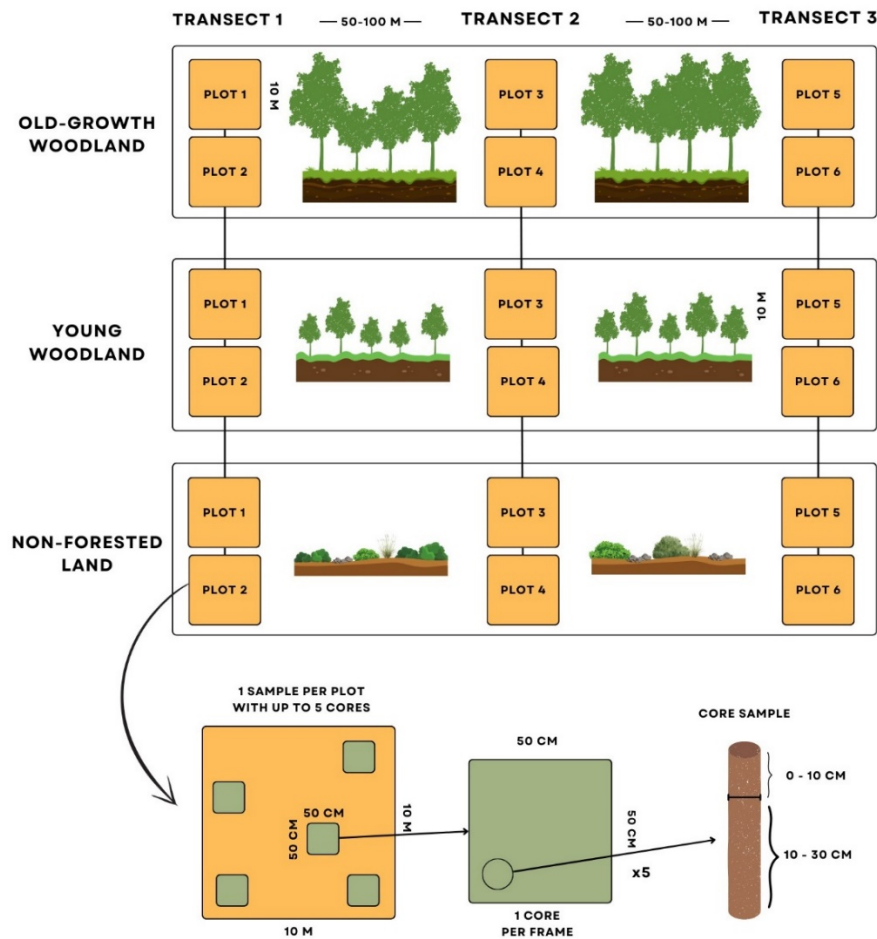 TRANSECT 1 — 50-100 M — TRANSECT 2 — 50-100 M — TRANSECT 3
OLD-GROWTH
WOODLAND
PLOT 1
10 M
PLOT 3
PLOT 5
PLOT 2
PLOT 4
PLOT 6
YOUNG
WOODLAND
PLOT 1
PLOT 3
10 M
PLOT 5
PLOT 2
PLOT 4
PLOT 6
NON-FORESTED
LAND
PLOT 1
PLOT 3
PLOT 5
PLOT 2
PLOT 4
PLOT 6
1 SAMPLE PER PLOT
WITH UP TO 5 CORES
50 CM
50 CM
10 M
10 M
50 CM
50 CM
x5
1 CORE
PER FRAME
CORE SAMPLE
0 - 10 CM
10 - 30 CM